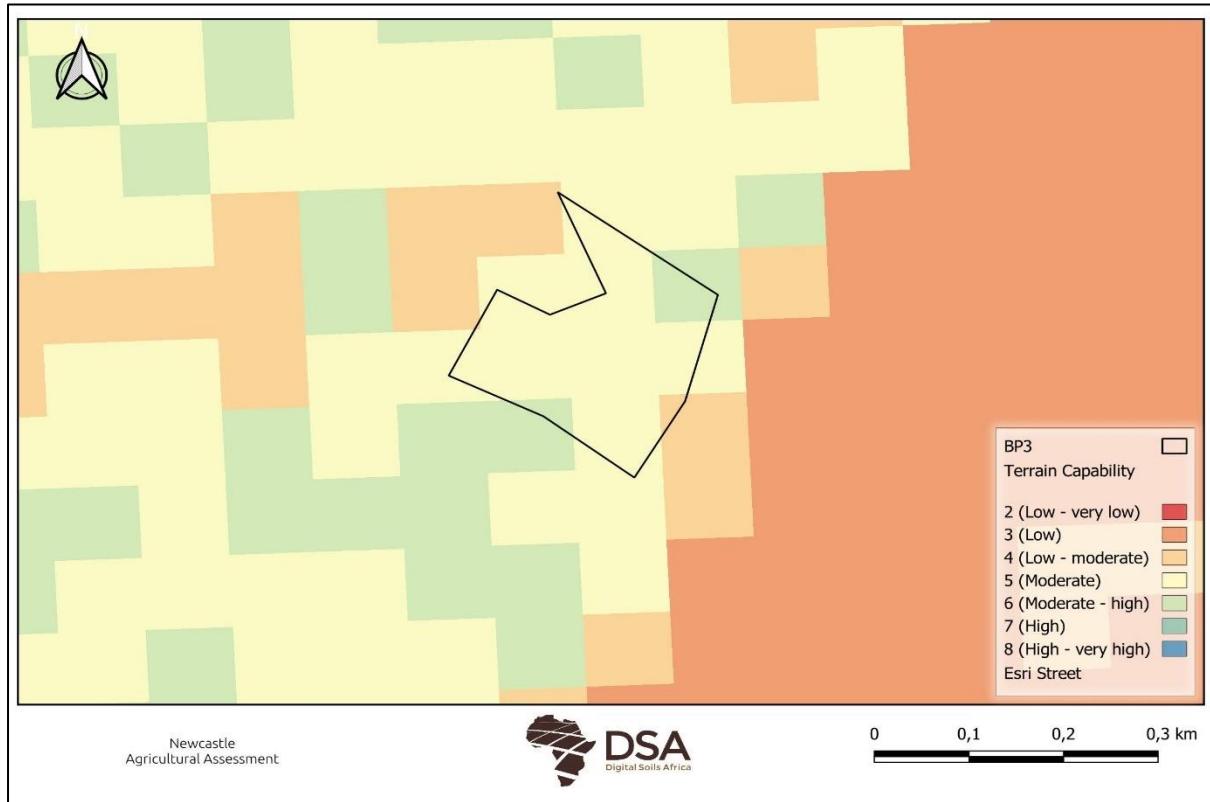 N
BP3
Terrain Capability
2 (Low - very low)
3 (Low)
4 (Low - moderate)
5 (Moderate)
6 (Moderate - high)
7 (High)
8 (High - very high)
Esri Street
Newcastle
Agricultural Assessment
DSA
Digital Soils Africa
0 0,1 0,2 0,3 km